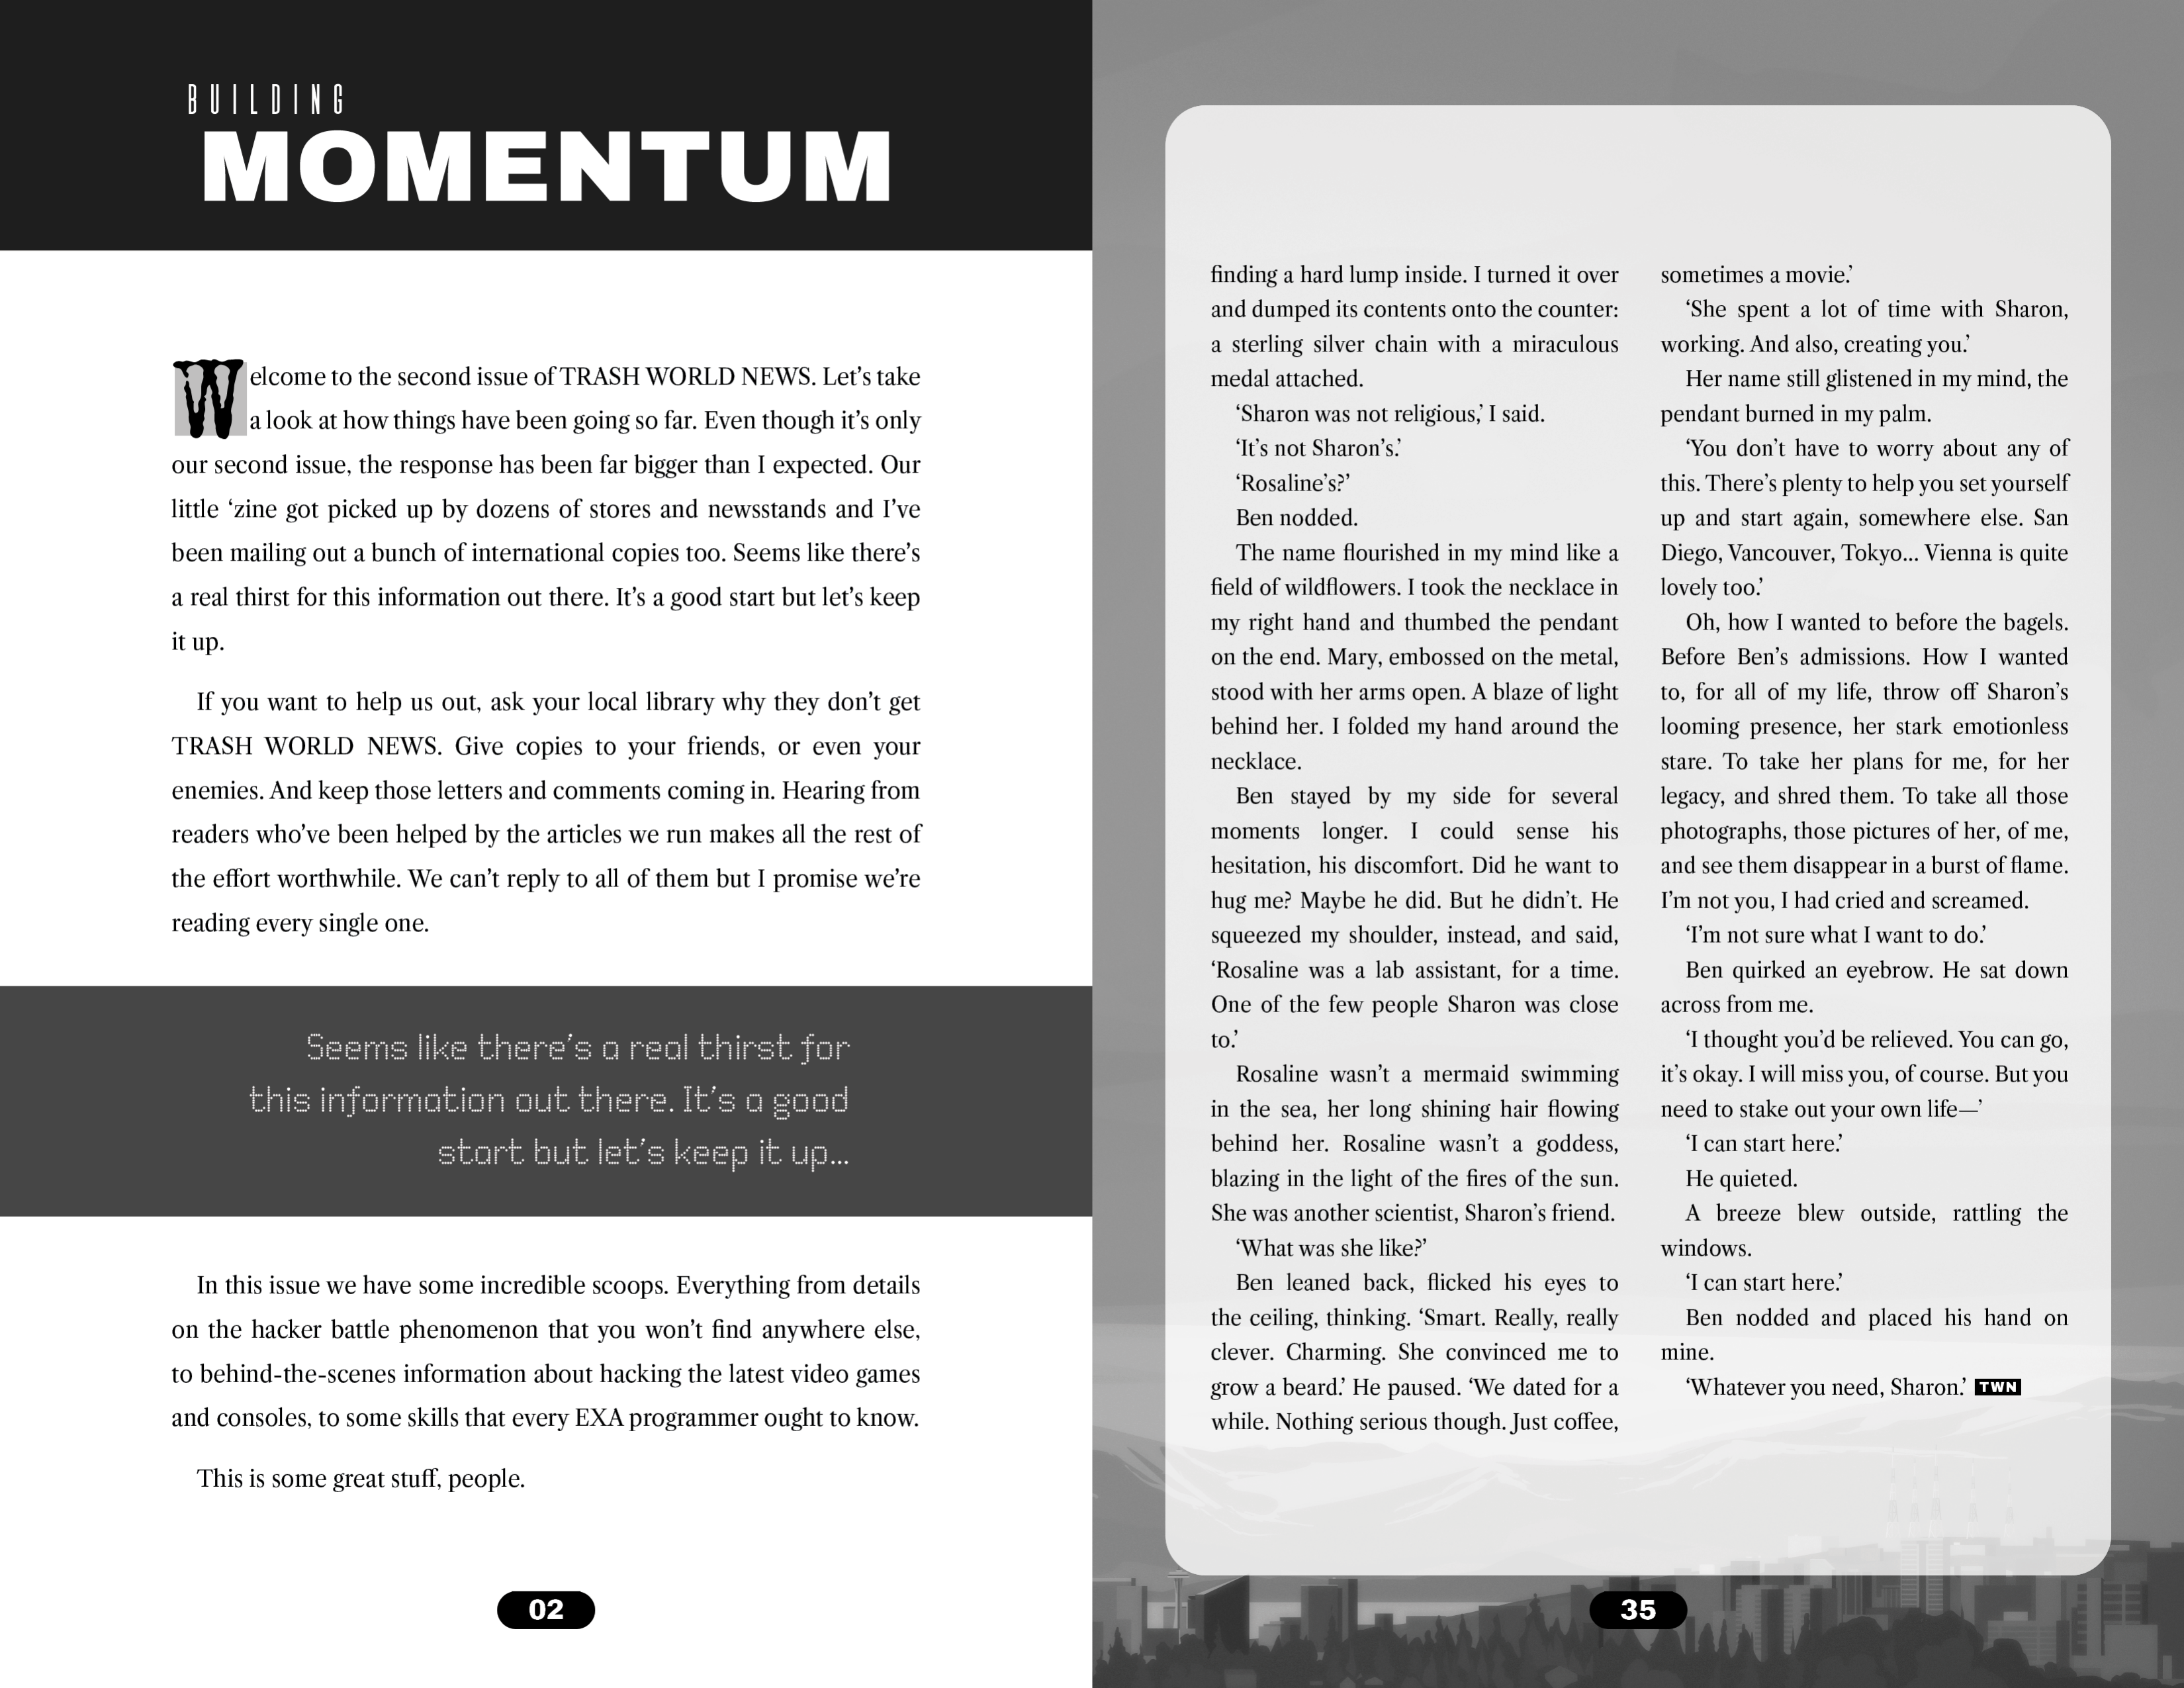 BUILDING
MOMENTUM
Welcome to the second issue of TRASH WORLD NEWS. Let’s take
a look at how things have been going so far. Even though it’s only
our second issue, the response has been far bigger than I expected. Our
little ‘zine got picked up by dozens of stores and newsstands and I’ve
been mailing out a bunch of international copies too. Seems like there’s
a real thirst for this information out there. It’s a good start but let’s keep
it up.
If you want to help us out, ask your local library why they don’t get
TRASH WORLD NEWS. Give copies to your friends, or even your
enemies. And keep those letters and comments coming in. Hearing from
readers who’ve been helped by the articles we run makes all the rest of
the effort worthwhile. We can’t reply to all of them but I promise we’re
reading every single one.
Seems like there’s a real thirst for
this information out there. It’s a good
start but let’s keep it up...
In this issue we have some incredible scoops. Everything from details
on the hacker battle phenomenon that you won’t find anywhere else,
to behind-the-scenes information about hacking the latest video games
and consoles, to some skills that every EXA programmer ought to know.
This is some great stuff, people.
02
finding a hard lump inside. I turned it over
and dumped its contents onto the counter:
a sterling silver chain with a miraculous
medal attached.
‘Sharon was not religious,’ I said.
‘It’s not Sharon’s.’
‘Rosaline’s?’
Ben nodded.
The name flourished in my mind like a
field of wildflowers. I took the necklace in
my right hand and thumbed the pendant
on the end. Mary, embossed on the metal,
stood with her arms open. A blaze of light
behind her. I folded my hand around the
necklace.
Ben stayed by my side for several
moments longer. I could sense his
hesitation, his discomfort. Did he want to
hug me? Maybe he did. But he didn’t. He
squeezed my shoulder, instead, and said,
‘Rosaline was a lab assistant, for a time.
One of the few people Sharon was close
to.’
Rosaline wasn’t a mermaid swimming
in the sea, her long shining hair flowing
behind her. Rosaline wasn’t a goddess,
blazing in the light of the fires of the sun.
She was another scientist, Sharon’s friend.
‘What was she like?’
Ben leaned back, flicked his eyes to
the ceiling, thinking. ‘Smart. Really, really
clever. Charming. She convinced me to
grow a beard.’ He paused. ‘We dated for a
while. Nothing serious though. Just coffee,
sometimes a movie.’
‘She spent a lot of time with Sharon,
working. And also, creating you.’
Her name still glistened in my mind, the
pendant burned in my palm.
‘You don’t have to worry about any of
this. There’s plenty to help you set yourself
up and start again, somewhere else. San
Diego, Vancouver, Tokyo... Vienna is quite
lovely too.’
Oh, how I wanted to before the bagels.
Before Ben’s admissions. How I wanted
to, for all of my life, throw off Sharon’s
looming presence, her stark emotionless
stare. To take her plans for me, for her
legacy, and shred them. To take all those
photographs, those pictures of her, of me,
and see them disappear in a burst of flame.
I’m not you, I had cried and screamed.
‘I’m not sure what I want to do.’
Ben quirked an eyebrow. He sat down
across from me.
‘I thought you’d be relieved. You can go,
it’s okay. I will miss you, of course. But you
need to stake out your own life—’
‘I can start here.’
He quieted.
A breeze blew outside, rattling the
windows.
‘I can start here.’
Ben nodded and placed his hand on
mine.
‘Whatever you need, Sharon.’ TWN
35